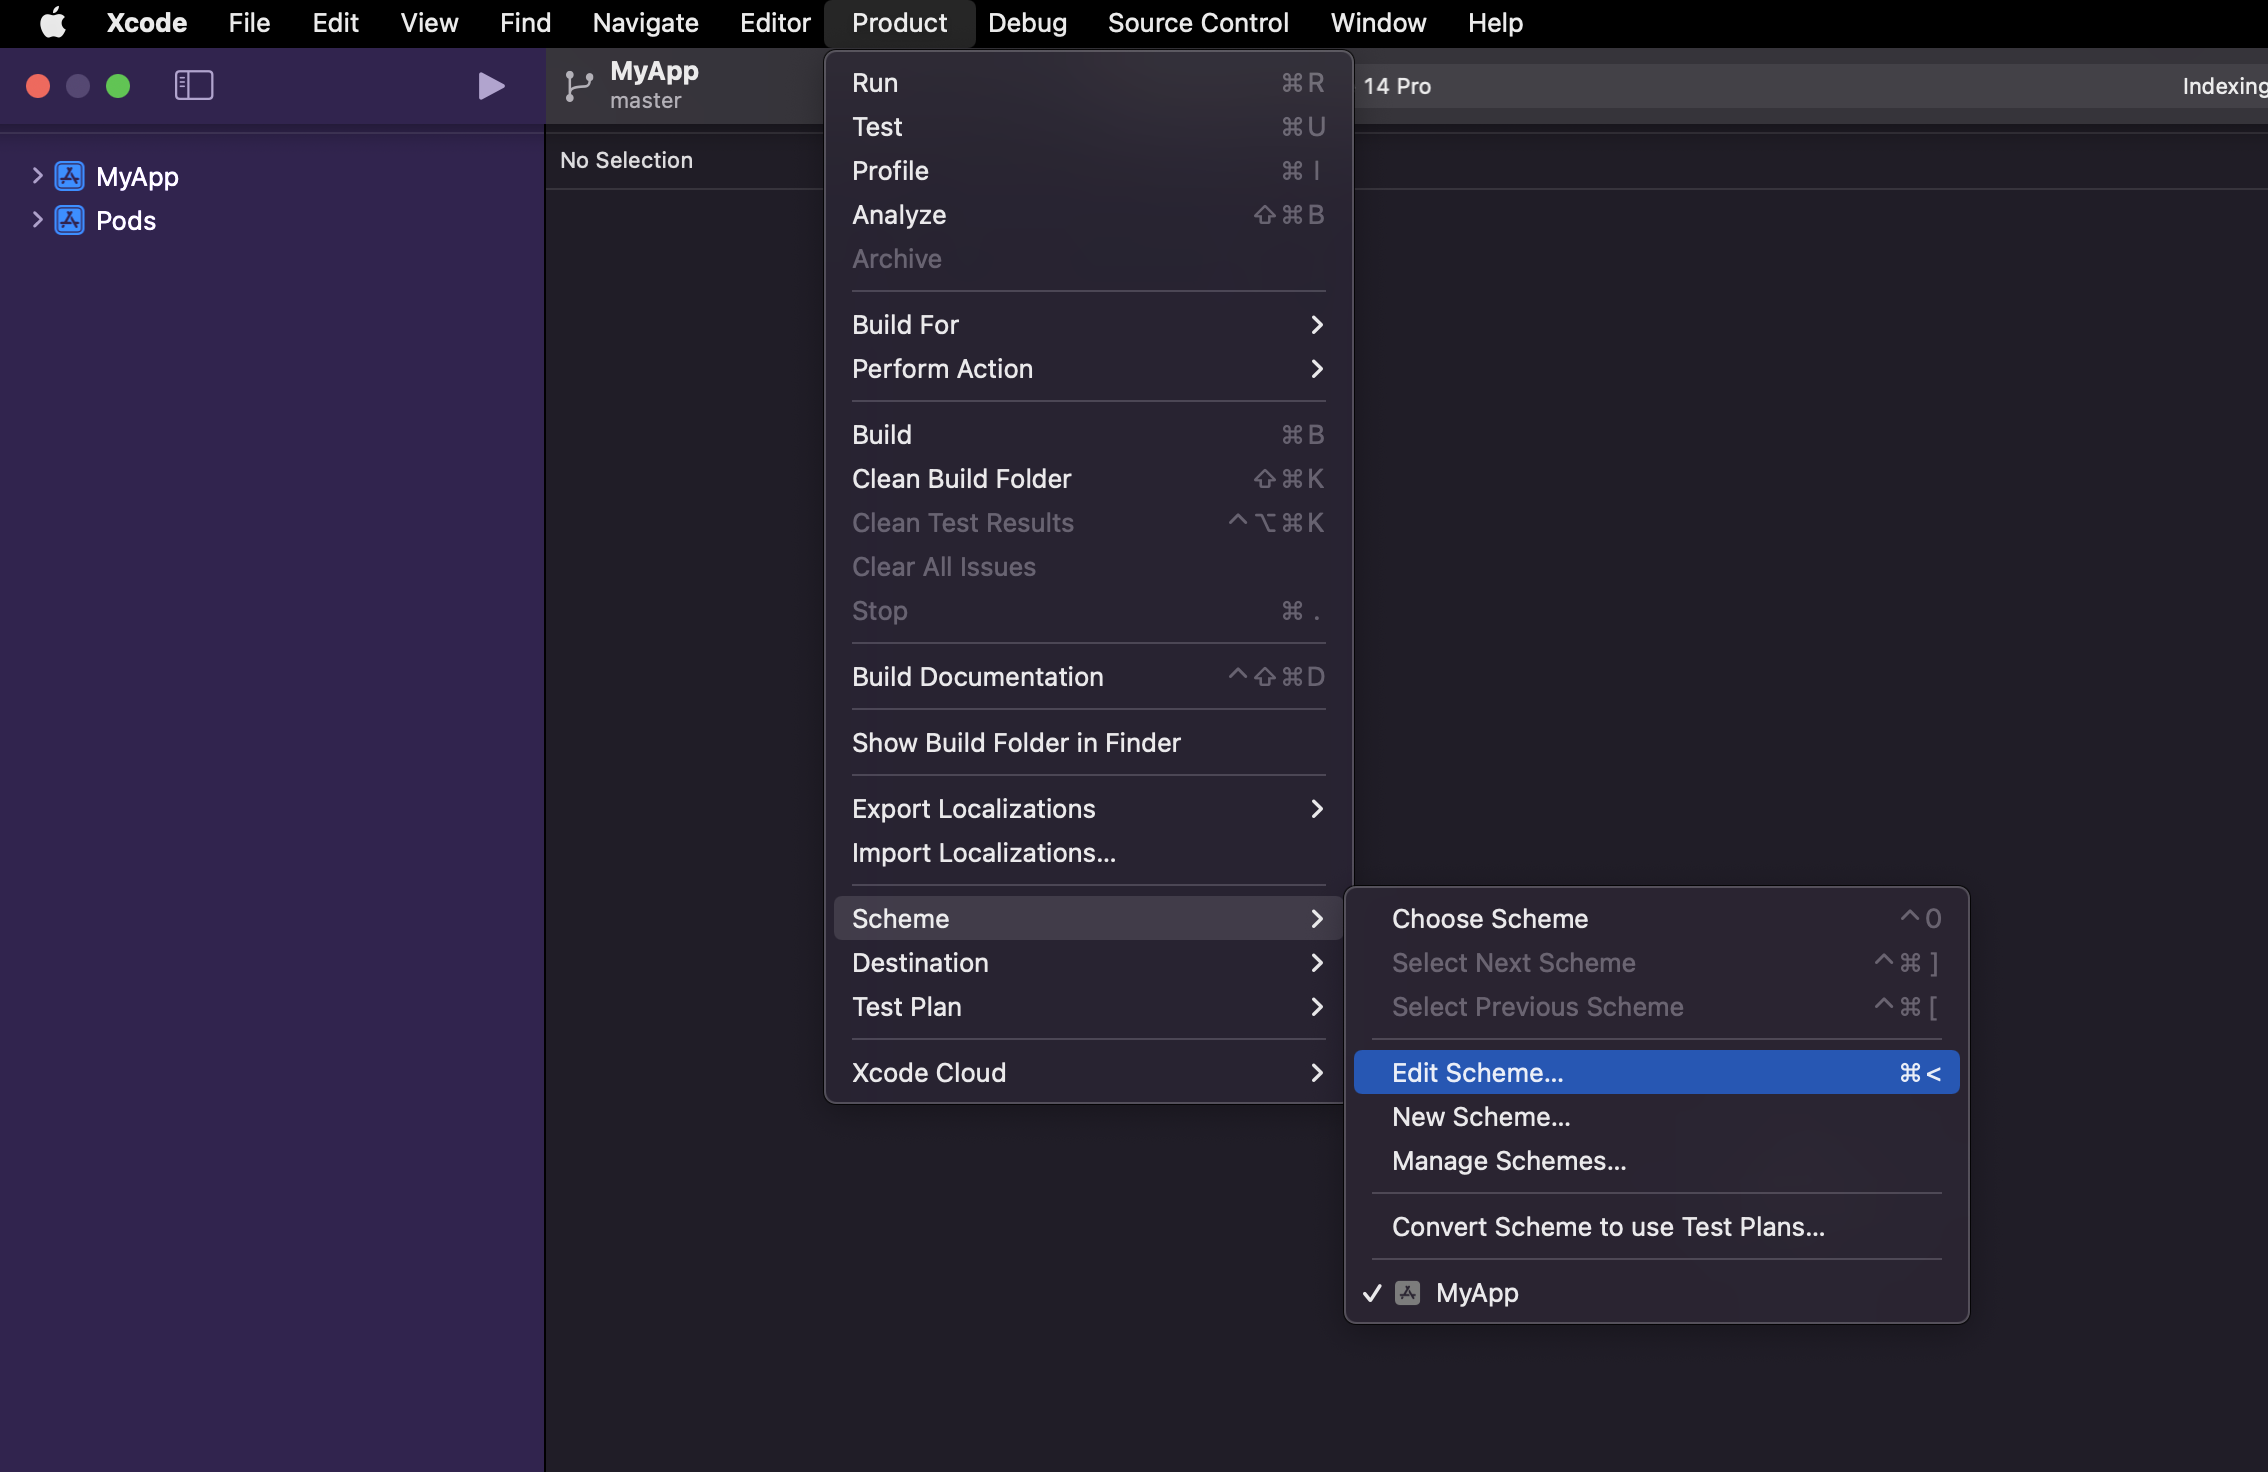 Xcode File Edit View Find Navigate Editor Product Debug Source Control Window Help
MyApp
master
14 Pro
Indexing
No Selection
MyApp
Pods
Run ⌘R
Test ⌘U
Profile ⌘I
Analyze ⇧⌘B
Archive
Build For
Perform Action
Build ⌘B
Clean Build Folder ⇧⌘K
Clean Test Results ^⌥⌘K
Clear All Issues
Stop ⌘.
Build Documentation ^⇧⌘D
Show Build Folder in Finder
Export Localizations
Import Localizations...
Scheme
Destination
Test Plan
Xcode Cloud
Choose Scheme ^0
Select Next Scheme ^⌘]
Select Previous Scheme ^⌘[
Edit Scheme... ⌘<
New Scheme...
Manage Schemes...
Convert Scheme to use Test Plans...
✓ MyApp